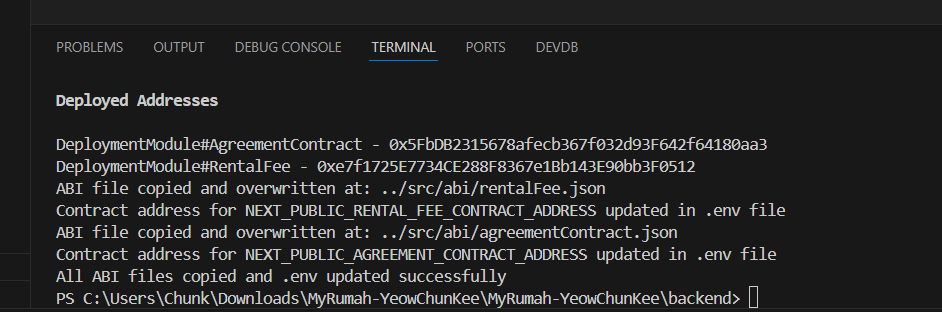 PROBLEMS OUTPUT DEBUG CONSOLE TERMINAL PORTS DEVDB
Deployed Addresses
DeploymentModule#AgreementContract - 0x5FbDB2315678afecb367f032d93F642f64180aa3
DeploymentModule#RentalFee - 0xe7f1725E7734CE288F8367e1Bb143E90bb3F0512
ABI file copied and overwritten at: ../src/abi/rentalFee.json
Contract address for NEXT_PUBLIC_RENTAL_FEE_CONTRACT_ADDRESS updated in .env file
ABI file copied and overwritten at: ../src/abi/agreementContract.json
Contract address for NEXT_PUBLIC_AGREEMENT_CONTRACT_ADDRESS updated in .env file
All ABI files copied and .env updated successfully
PS C:\Users\Chunk\Downloads\MyRumah-YeowChunKee\MyRumah-YeowChunKee\backend>